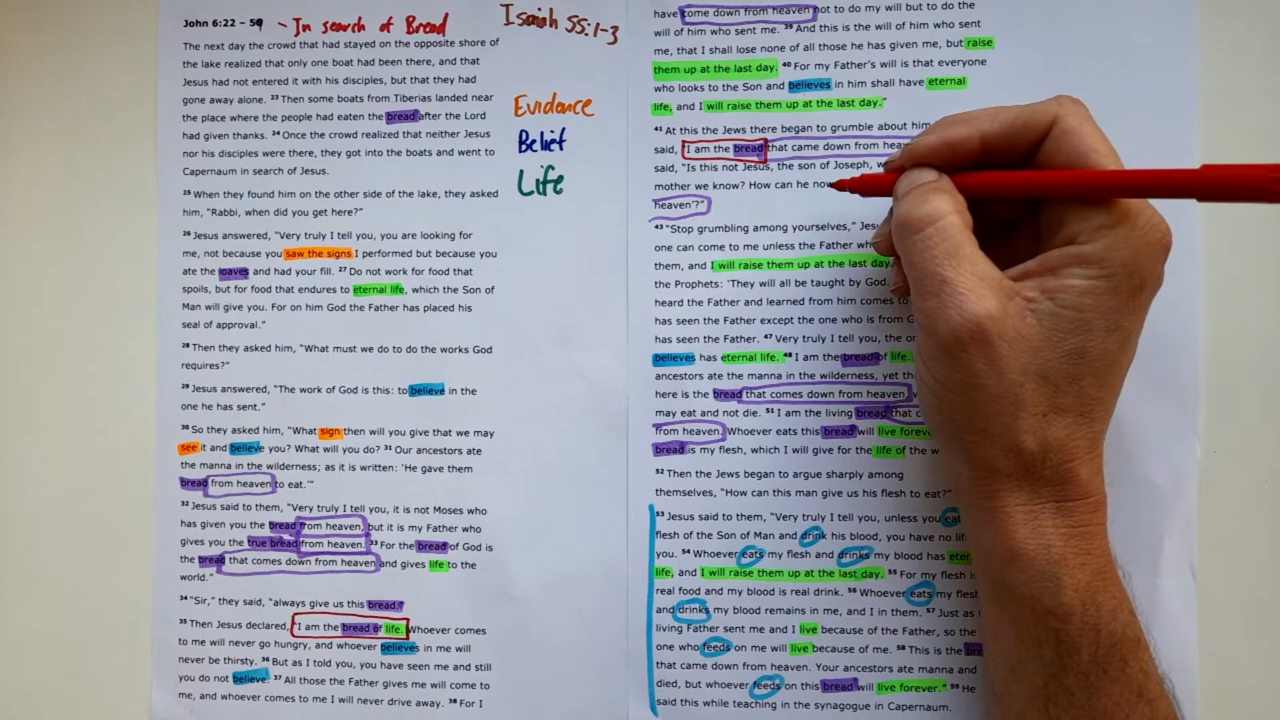 John 6:22 – 59 ~ In search of Bread
Isaiah 55:1-3
The next day the crowd that had stayed on the opposite shore of
the lake realized that only one boat had been there, and that
Jesus had not entered it with his disciples, but that they had
gone away alone. 23 Then some boats from Tiberias landed near
the place where the people had eaten the bread after the Lord
had given thanks. 24 Once the crowd realized that neither Jesus
nor his disciples were there, they got into the boats and went to
Capernaum in search of Jesus.
25 When they found him on the other side of the lake, they asked
him, “Rabbi, when did you get here?”
26 Jesus answered, “Very truly I tell you, you are looking for
me, not because you saw the signs I performed but because you
ate the loaves and had your fill. 27 Do not work for food that
spoils, but for food that endures to eternal life, which the Son of
Man will give you. For on him God the Father has placed his
seal of approval.”
28 Then they asked him, “What must we do to do the works God
requires?”
29 Jesus answered, “The work of God is this: to believe in the
one he has sent.”
30 So they asked him, “What sign then will you give that we may
see it and believe you? What will you do? 31 Our ancestors ate
the manna in the wilderness; as it is written: ‘He gave them
bread from heaven to eat.’”
32 Jesus said to them, “Very truly I tell you, it is not Moses who
has given you the bread from heaven, but it is my Father who
gives you the true bread from heaven. 33 For the bread of God is
the bread that comes down from heaven and gives life to the
world.”
34 “Sir,” they said, “always give us this bread.”
35 Then Jesus declared, “I am the bread of life. Whoever comes
to me will never go hungry, and whoever believes in me will
never be thirsty. 36 But as I told you, you have seen me and still
you do not believe. 37 All those the Father gives me will come to
me, and whoever comes to me I will never drive away. 38 For I
Evidence
Belief
Life
have come down from heaven not to do my will but to do the
will of him who sent me. 39 And this is the will of him who sent
me, that I shall lose none of all those he has given me, but raise
them up at the last day. 40 For my Father’s will is that everyone
who looks to the Son and believes in him shall have eternal
life, and I will raise them up at the last day.”
41 At this the Jews there began to grumble about him
said, “I am the bread that came down from
said, “Is this not Jesus, the son of Joseph,
mother we know? How can he now
heaven’?”
43 “Stop grumbling among yourselves,”
one can come to me unless the Father
them, and I will raise them up at the last day.
the Prophets: ‘They will all be taught by God.
heard the Father and learned from him comes to
has seen the Father except the one who is from
has seen the Father. 47 Very truly I tell you, the
believes has eternal life. 48 I am the bread of life.
ancestors ate the manna in the wilderness, yet
here is the bread that comes down from heaven,
may eat and not die. 51 I am the living bread that
from heaven. Whoever eats this bread will live
bread is my flesh, which I will give for the life of the
52 Then the Jews began to argue sharply among
themselves, “How can this man give us his flesh to eat?”
53 Jesus said to them, “Very truly I tell you, unless you eat
flesh of the Son of Man and drink his blood, you have no
you. 54 Whoever eats my flesh and drinks my blood has
life, and I will raise them up at the last day. 55 For my flesh
real food and my blood is real drink. 56 Whoever eats my
and drinks my blood remains in me, and I in them. 57 Just as
living Father sent me and I live because of the Father, so the
one who feeds on me will live because of me. 58 This is the
that came down from heaven. Your ancestors ate manna and
died, but whoever feeds on this bread will live forever.” 59 He
said this while teaching in the synagogue in Capernaum.